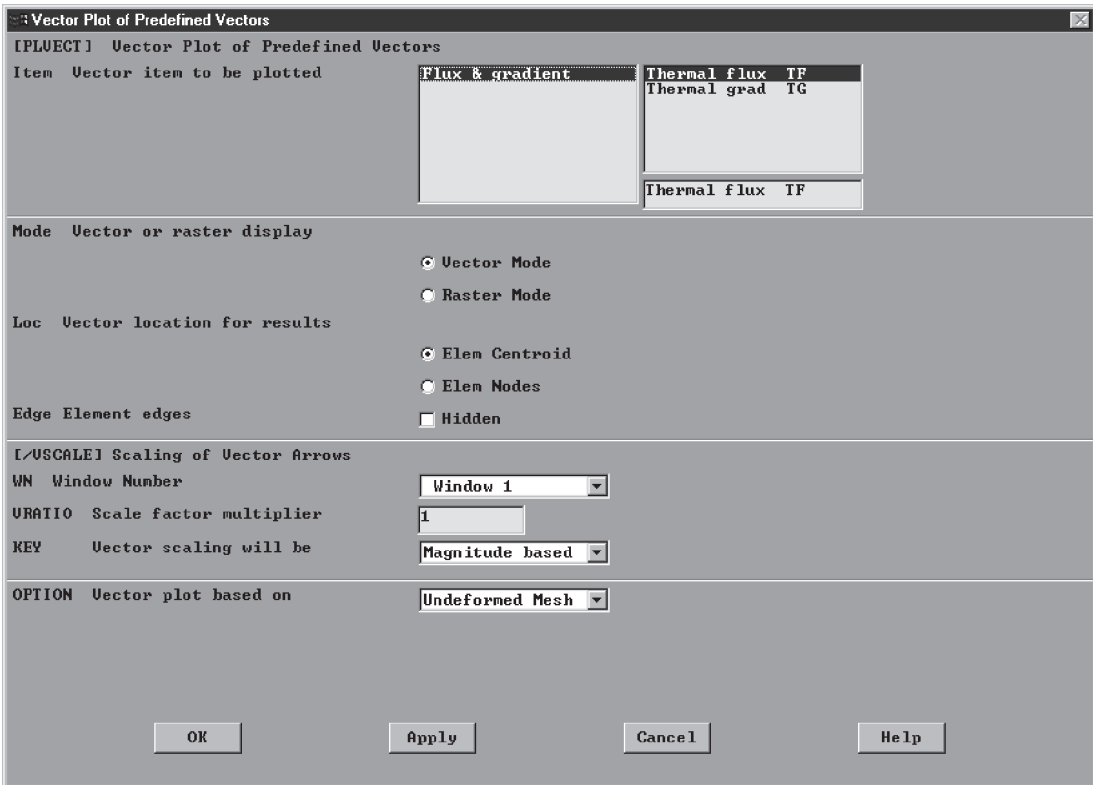 Vector Plot of Predefined Vectors
[PLVECT] Vector Plot of Predefined Vectors
Item Vector item to be plotted
Flux & gradient
Thermal flux TF
Thermal grad TG
Thermal flux TF
Mode Vector or raster display
Vector Mode
Raster Mode
Loc Vector location for results
Elem Centroid
Elem Nodes
Edge Element edges
Hidden
[/VSCALE] Scaling of Vector Arrows
WN Window Number
Window 1
VRATIO Scale factor multiplier
1
KEY Vector scaling will be
Magnitude based
OPTION Vector plot based on
Undeformed Mesh
OK Apply Cancel Help